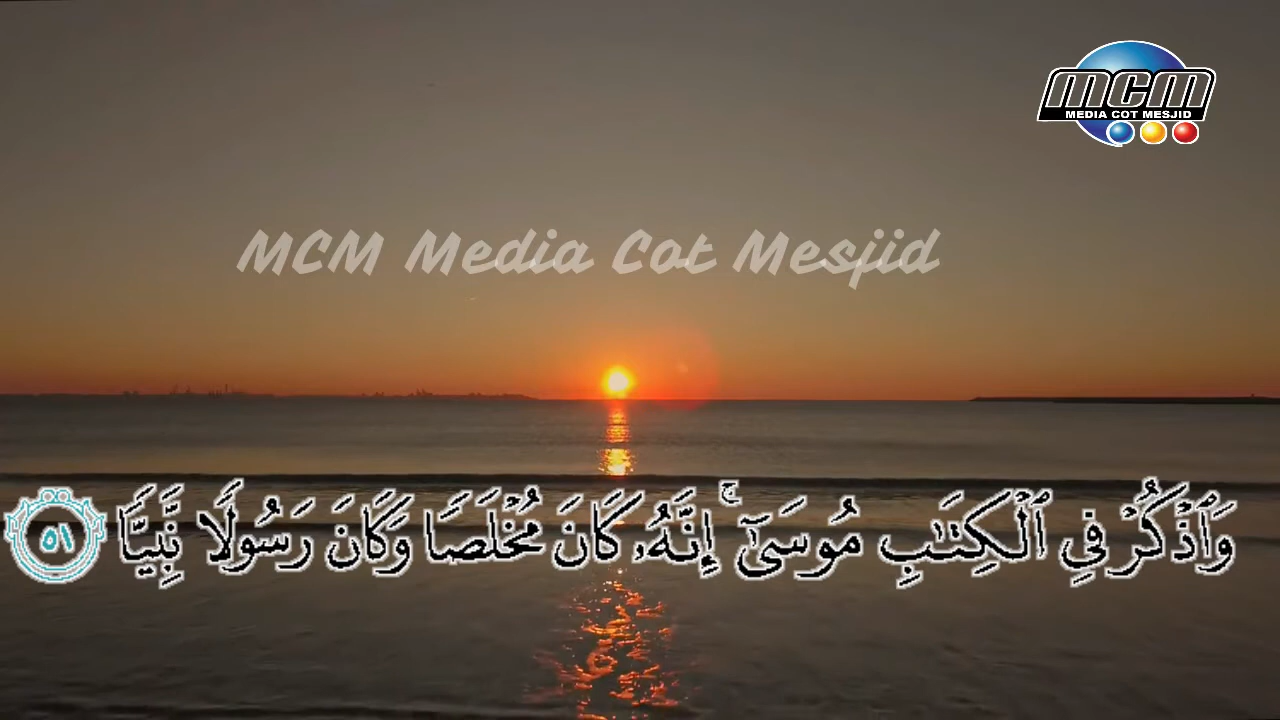 mcm
MEDIA COT MESJID
MCM Media Cot Mesjid
وَٱذْكُرْ فِي ٱلْكِتَٰبِ مُوسَىٰٓ ۚ إِنَّهُۥ كَانَ مُخْلَصًا وَكَانَ رَسُولًا نَّبِيًّا ٥١